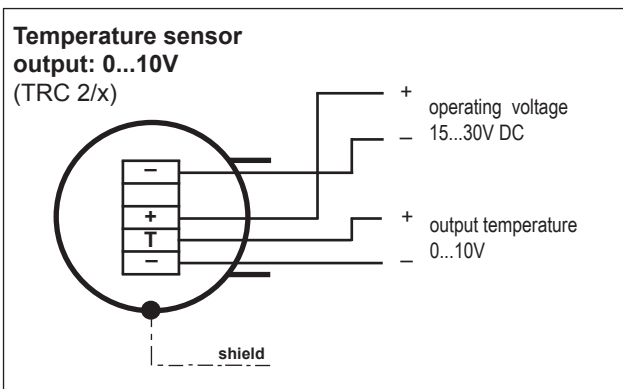 Temperature sensor
output: 0...10V
(TRC 2/x)
+
operating voltage
15...30V DC
–
–
+
T
–
+
output temperature
0...10V
–
shield